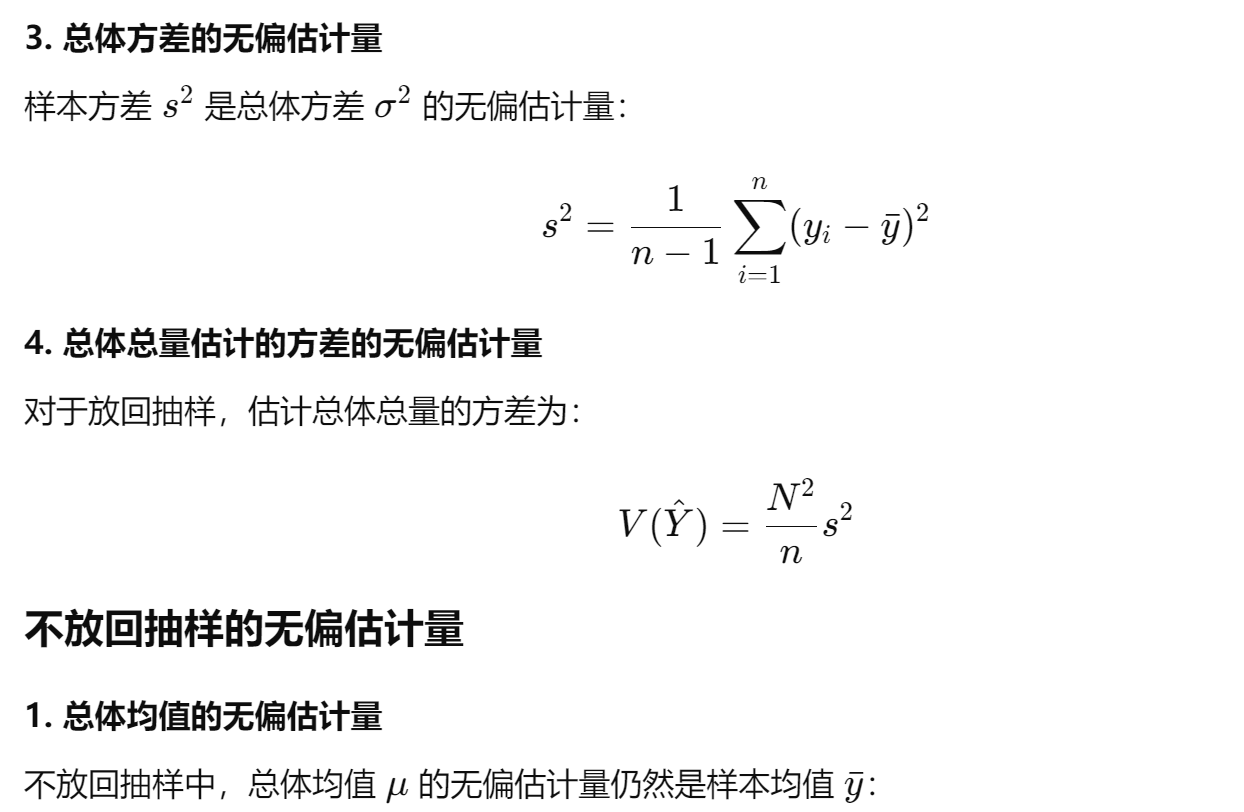 3. 总体方差的无偏估计量
样本方差 s² 是总体方差 σ² 的无偏估计量：
$s^2 = \frac{1}{n-1} \sum_{i=1}^{n} (y_i - \bar{y})^2$
4. 总体总量估计的方差的无偏估计量
对于放回抽样，估计总体总量的方差为：
$V(\hat{Y}) = \frac{N^2}{n} s^2$
不放回抽样的无偏估计量
1. 总体均值的无偏估计量
不放回抽样中，总体均值 μ 的无偏估计量仍然是样本均值 ȳ：